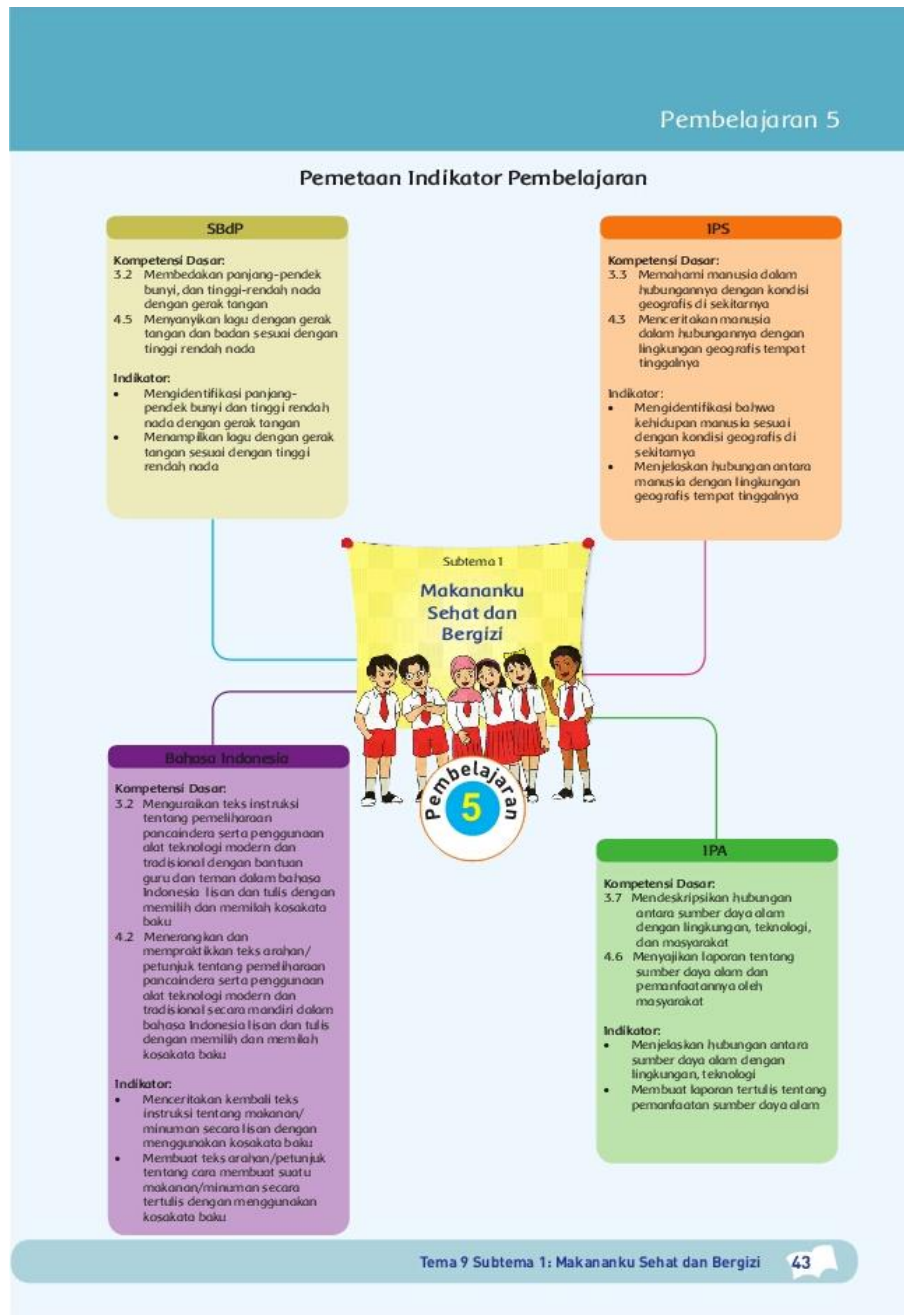 Pembelajaran 5
Pemetaan Indikator Pembelajaran
SBdP
Kompetensi Dasar:
3.2 Membedakan panjang-pendek
bunyi, dan tinggi-rendah nada
dengan gerak tangan
4.5 Menyanyikan lagu dengan gerak
tangan dan badan sesuai dengan
tinggi rendah nada
Indikator:
• Mengidentifikasi panjang-
pendek bunyi dan tinggi rendah
nada dengan gerak tangan
• Menampilkan lagu dengan gerak
tangan sesuai dengan tinggi
rendah nada
IPS
Kompetensi Dasar:
3.3 Memahami manusia dalam
hubungannya dengan kondisi
geografis di sekitarnya
4.3 Menceritakan manusia
dalam hubungannya dengan
lingkungan geografis tempat
tinggalnya
Indikator:
• Mengidentifikasi bahwa
kehidupan manusia sesuai
dengan kondisi geografis di
sekitarnya
• Menjelaskan hubungan antara
manusia dengan lingkungan
geografis tempat tinggalnya
Subtema 1
Makananku
Sehat dan
Bergizi
Pembelajaran
5
Bahasa Indonesia
Kompetensi Dasar:
3.2 Menguraikan teks instruksi
tentang pemeliharaan
pancaindera serta penggunaan
alat teknologi modern dan
tradisional dengan bantuan
guru dan teman dalam bahasa
Indonesia lisan dan tulis dengan
memilih dan memilah kosakata
baku
4.2 Menerangkan dan
mempraktikkan teks arahan/
petunjuk tentang pemeliharaan
pancaindera serta penggunaan
alat teknologi modern dan
tradisional secara mandiri dalam
bahasa Indonesia lisan dan tulis
dengan memilih dan memilah
kosakata baku
Indikator:
• Menceritakan kembali teks
instruksi tentang makanan/
minuman secara lisan dengan
menggunakan kosakata baku
• Membuat teks arahan/petunjuk
tentang cara membuat suatu
makanan/minuman secara
tertulis dengan menggunakan
kosakata baku
IPA
Kompetensi Dasar:
3.7 Mendeskripsikan hubungan
antara sumber daya alam
dengan lingkungan, teknologi,
dan masyarakat
4.6 Menyajikan laporan tentang
sumber daya alam dan
pemanfaatannya oleh
masyarakat
Indikator:
• Menjelaskan hubungan antara
sumber daya alam dengan
lingkungan, teknologi
• Membuat laporan tertulis tentang
pemanfaatan sumber daya alam
Tema 9 Subtema 1: Makananku Sehat dan Bergizi 43